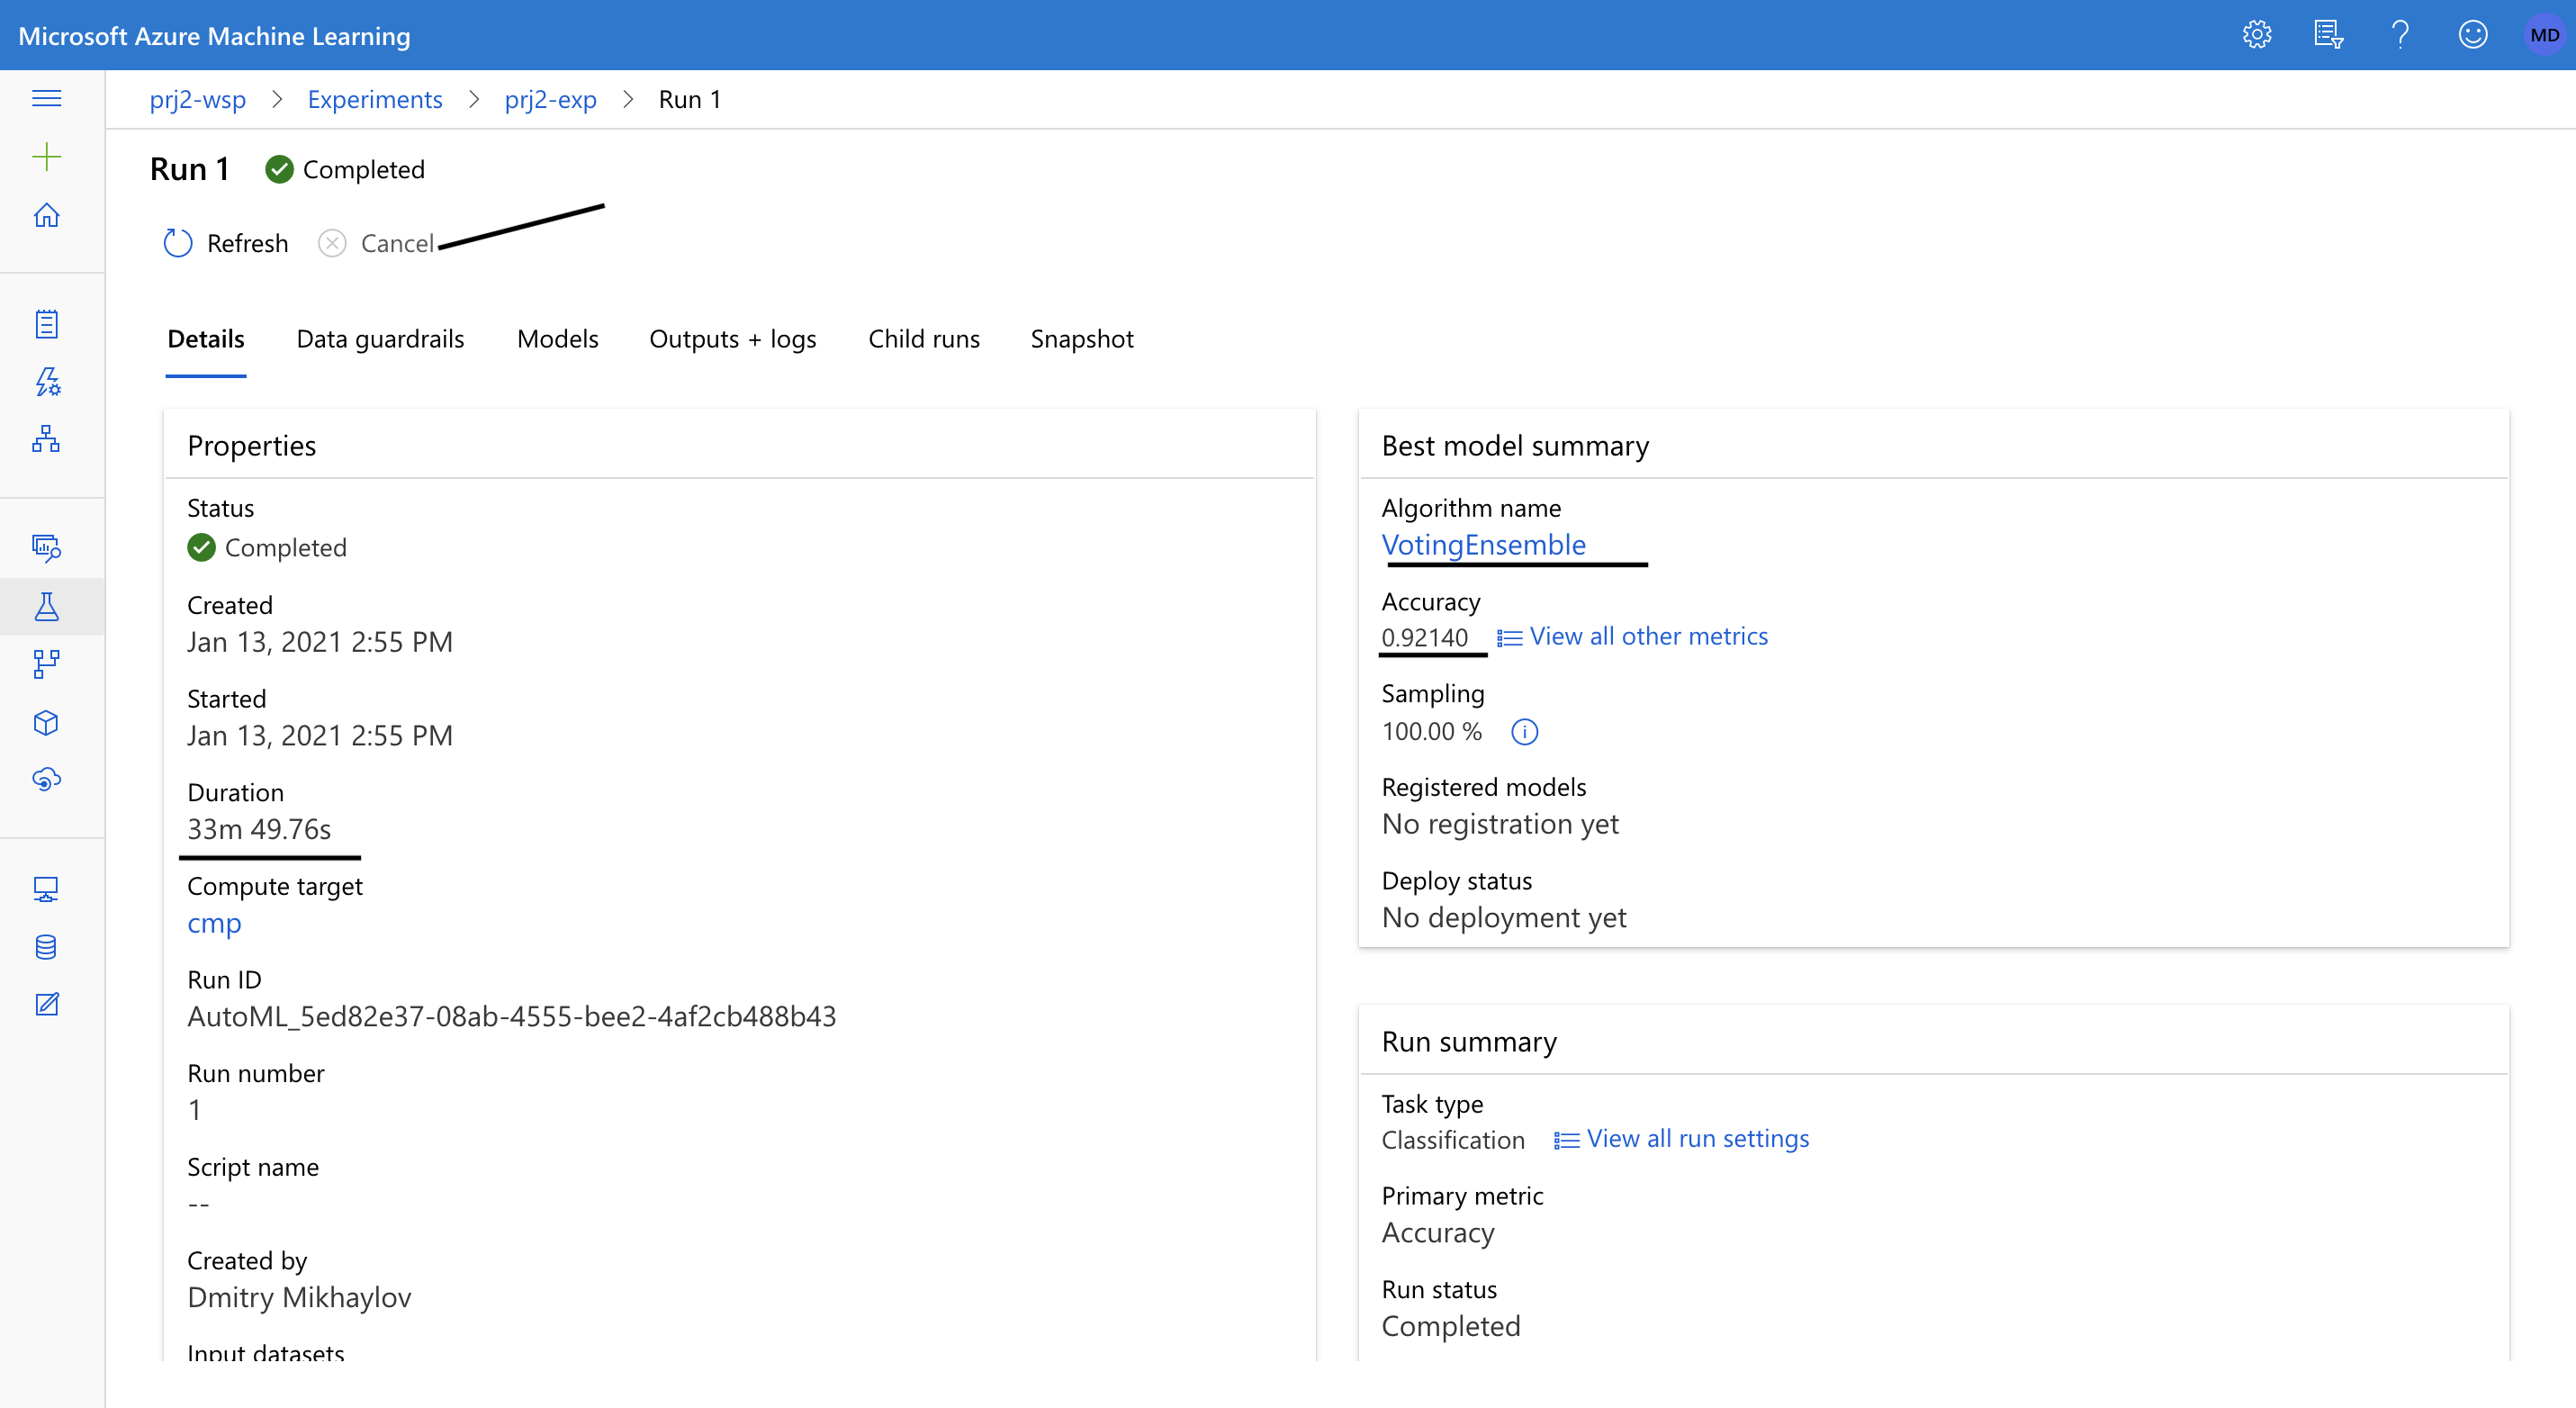 Microsoft Azure Machine Learning
MD
prj2-wsp > Experiments > prj2-exp > Run 1
Run 1 Completed
Refresh Cancel
Details Data guardrails Models Outputs + logs Child runs Snapshot
Properties
Status
Completed
Created
Jan 13, 2021 2:55 PM
Started
Jan 13, 2021 2:55 PM
Duration
33m 49.76s
Compute target
cmp
Run ID
AutoML_5ed82e37-08ab-4555-bee2-4af2cb488b43
Run number
1
Script name
--
Created by
Dmitry Mikhaylov
Input datasets
Best model summary
Algorithm name
VotingEnsemble
Accuracy
0.92140 View all other metrics
Sampling
100.00 %
Registered models
No registration yet
Deploy status
No deployment yet
Run summary
Task type
Classification View all run settings
Primary metric
Accuracy
Run status
Completed